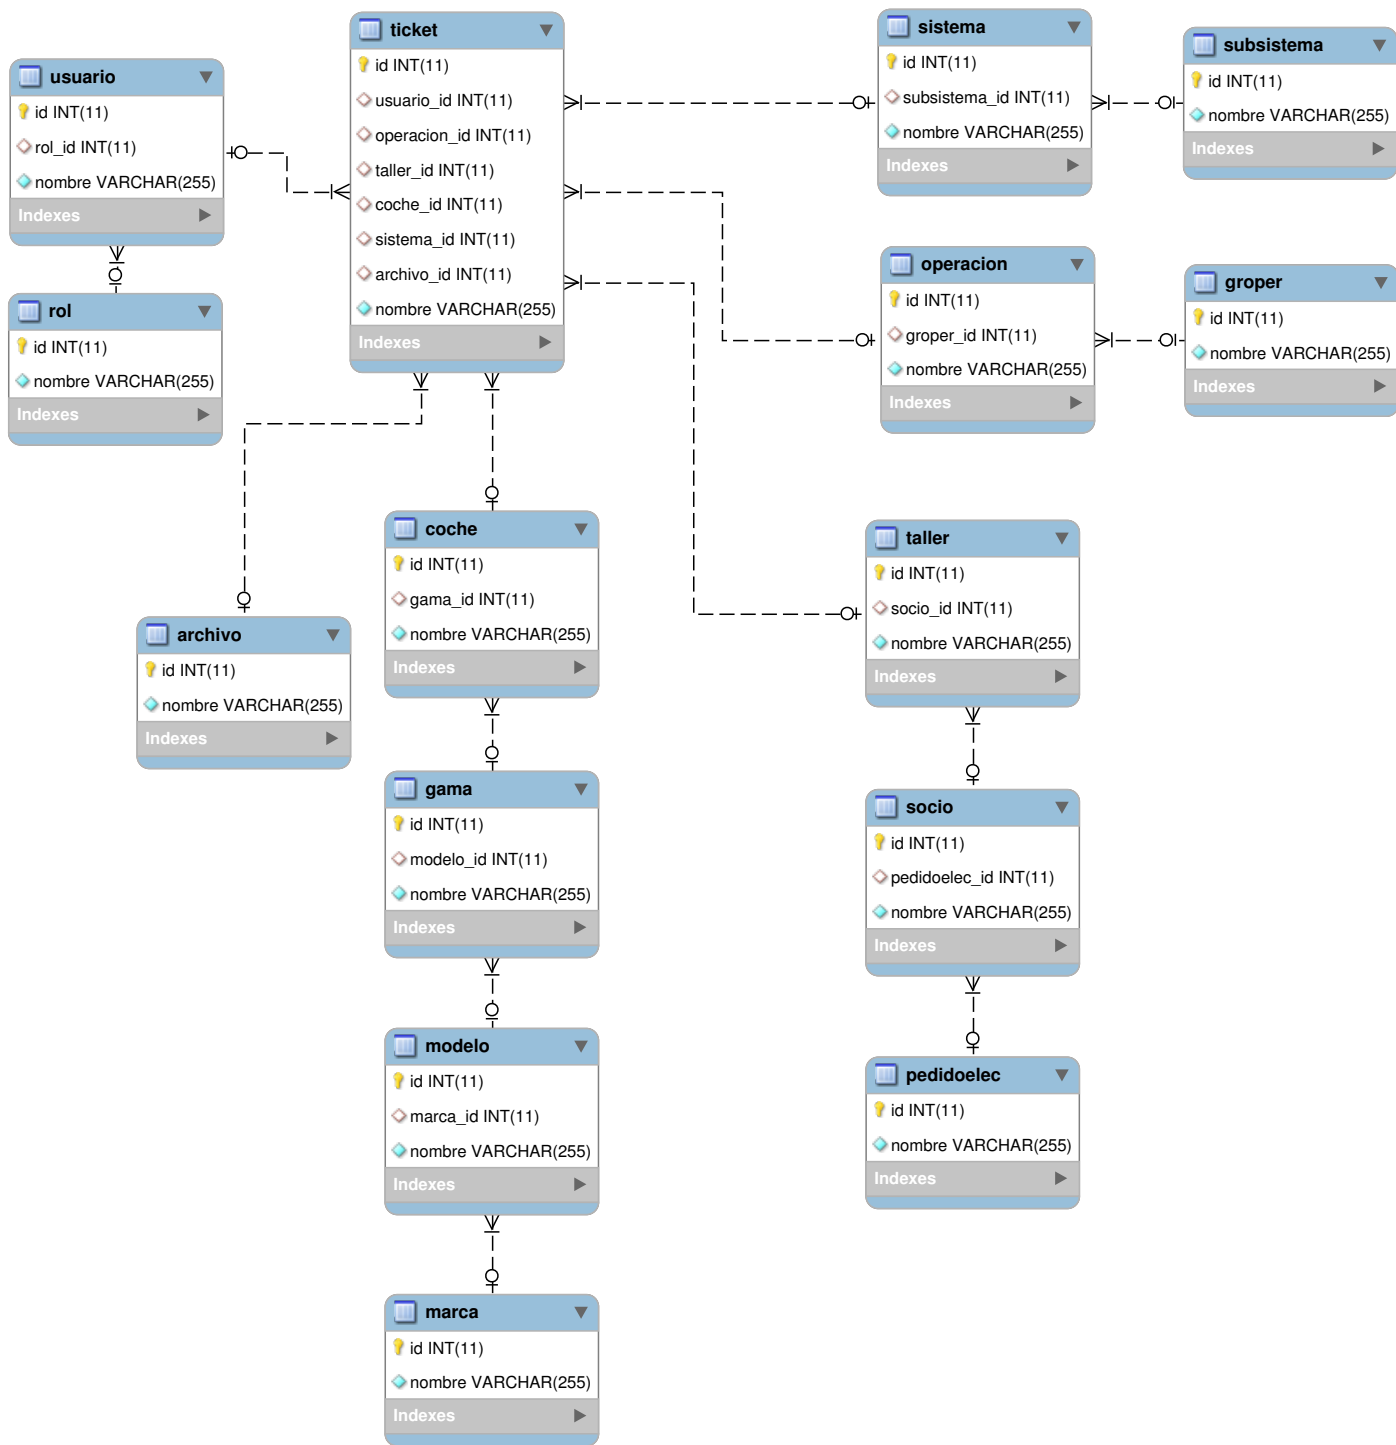 usuario
id INT(11)
rol_id INT(11)
nombre VARCHAR(255)
Indexes
rol
id INT(11)
nombre VARCHAR(255)
Indexes
ticket
id INT(11)
usuario_id INT(11)
operacion_id INT(11)
taller_id INT(11)
coche_id INT(11)
sistema_id INT(11)
archivo_id INT(11)
nombre VARCHAR(255)
Indexes
sistema
id INT(11)
subsistema_id INT(11)
nombre VARCHAR(255)
Indexes
subsistema
id INT(11)
nombre VARCHAR(255)
Indexes
operacion
id INT(11)
groper_id INT(11)
nombre VARCHAR(255)
Indexes
groper
id INT(11)
nombre VARCHAR(255)
Indexes
archivo
id INT(11)
nombre VARCHAR(255)
Indexes
coche
id INT(11)
gama_id INT(11)
nombre VARCHAR(255)
Indexes
gama
id INT(11)
modelo_id INT(11)
nombre VARCHAR(255)
Indexes
modelo
id INT(11)
marca_id INT(11)
nombre VARCHAR(255)
Indexes
marca
id INT(11)
nombre VARCHAR(255)
Indexes
taller
id INT(11)
socio_id INT(11)
nombre VARCHAR(255)
Indexes
socio
id INT(11)
pedidoelec_id INT(11)
nombre VARCHAR(255)
Indexes
pedidoelec
id INT(11)
nombre VARCHAR(255)
Indexes